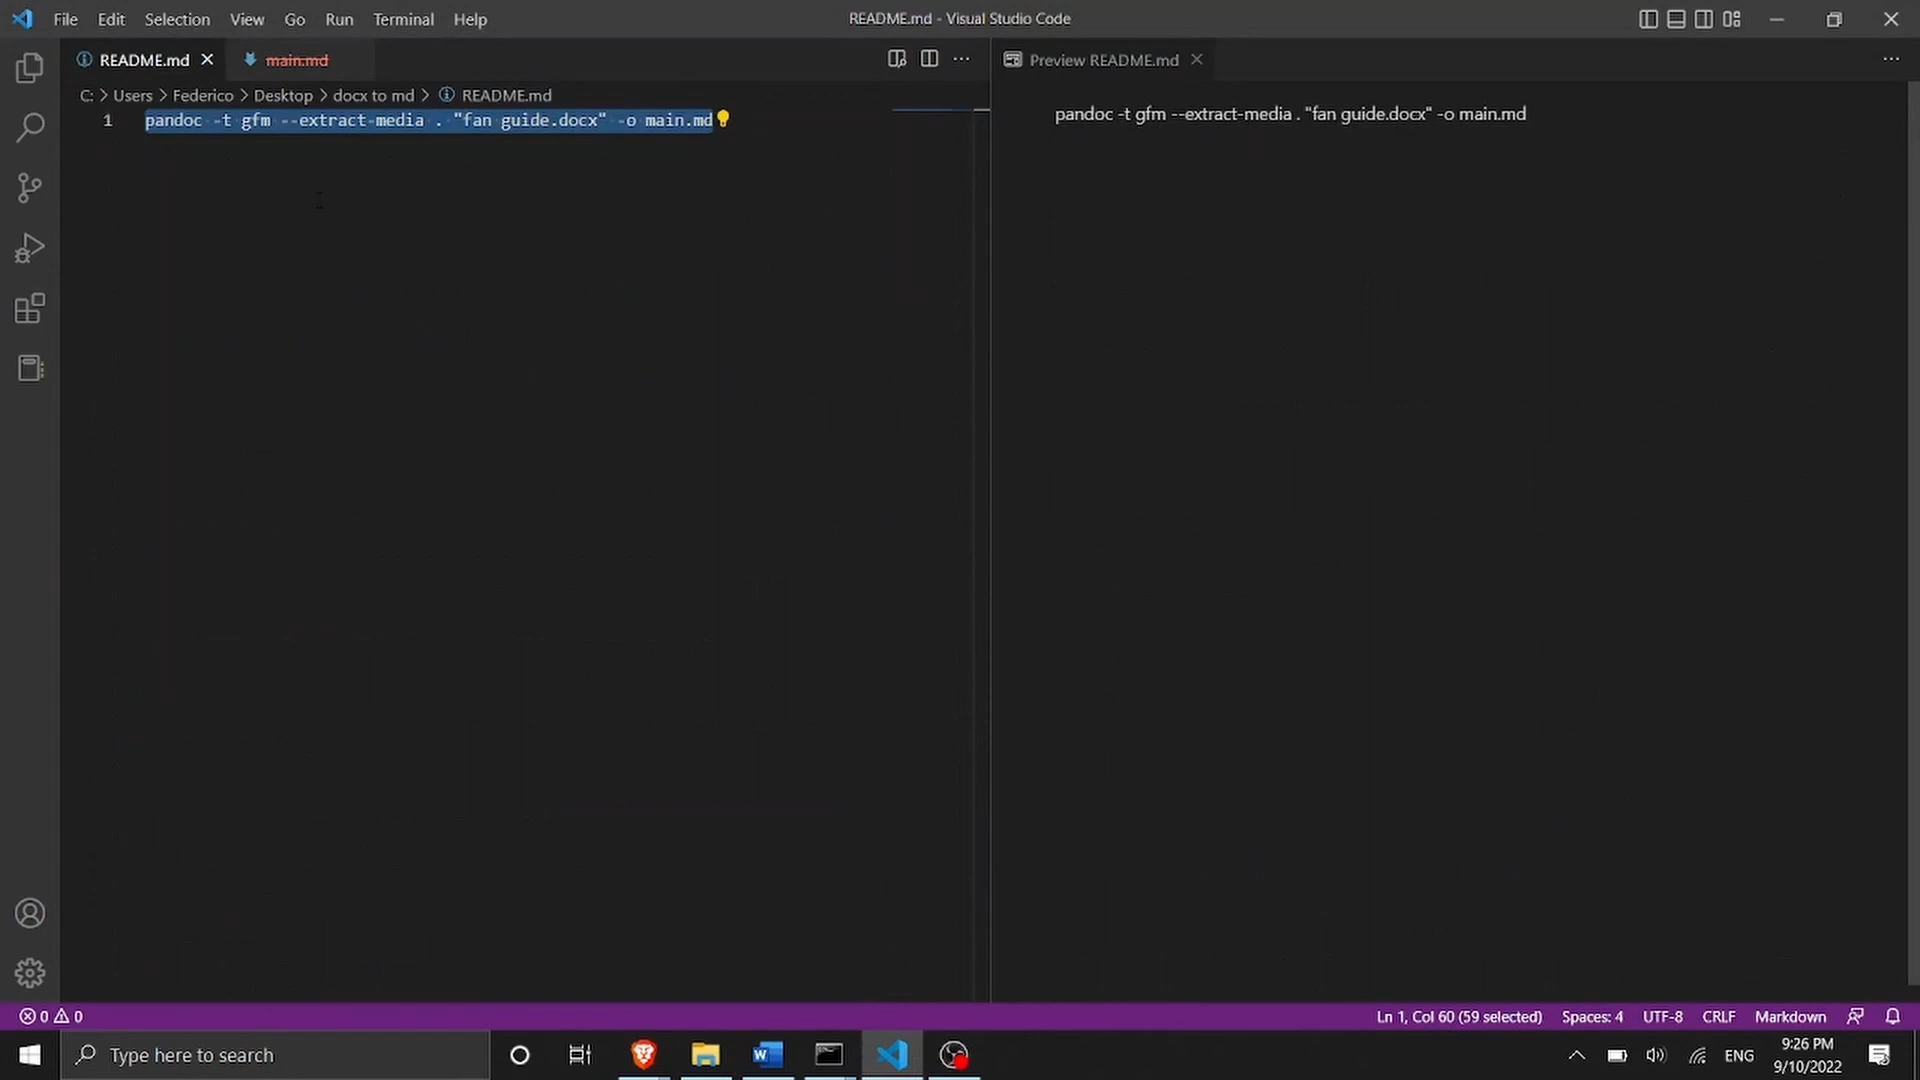 File Edit Selection View Go Run Terminal Help
README.md - Visual Studio Code
README.md
main.md
Preview README.md
C: > Users > Federico > Desktop > docx to md > README.md
1 pandoc -t gfm --extract-media . "fan guide.docx" -o main.md
pandoc -t gfm --extract-media . "fan guide.docx" -o main.md
0 0
Ln 1, Col 60 (59 selected) Spaces: 4 UTF-8 CRLF Markdown
Type here to search
ENG
9:26 PM
9/10/2022